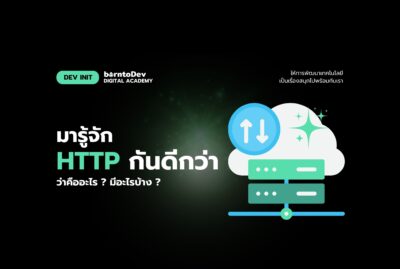 DEV INIT
borntoDev
DIGITAL ACADEMY
ให้การพัฒนาเทคโนโลยี
เป็นเรื่องสนุกไปพร้อมกับเรา
มารู้จัก
HTTP กันดีกว่า
ว่าคืออะไร ? มีอะไรบ้าง ?